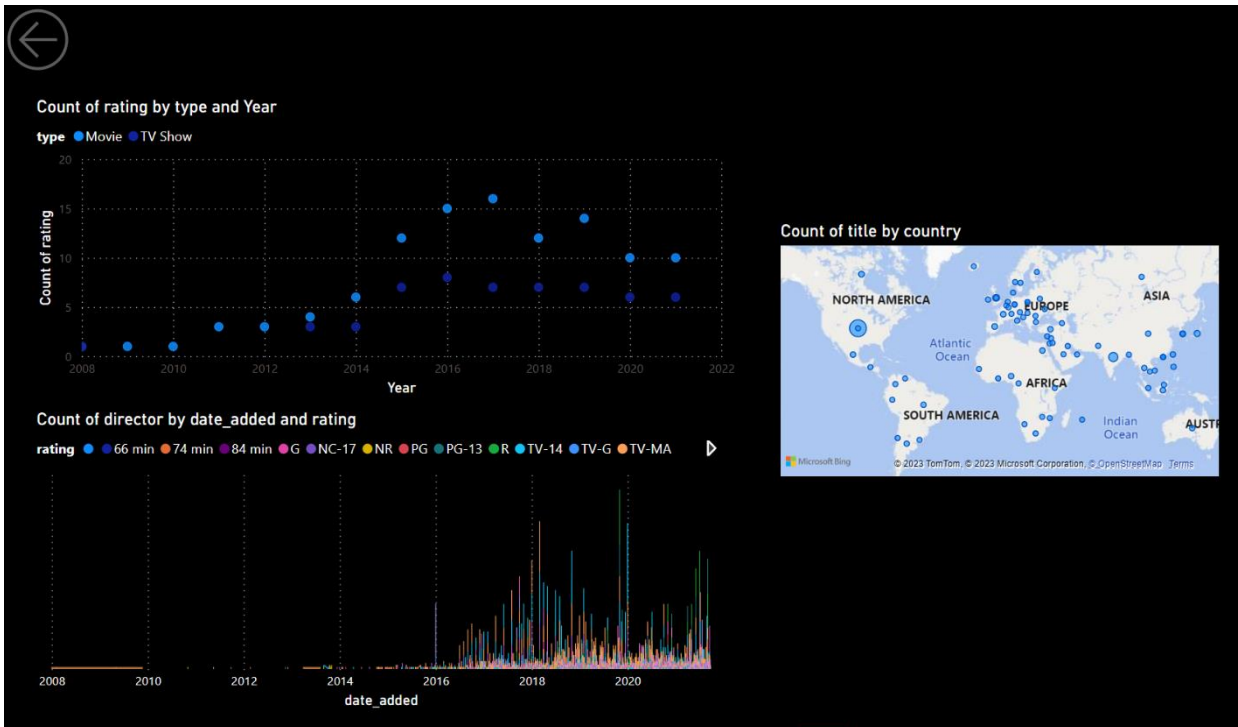 Count of rating by type and Year
type Movie TV Show
20
15
10
5
0
Count of rating
2008 2010 2012 2014 2016 2018 2020 2022
Year
Count of director by date_added and rating
rating 66 min 74 min 84 min G NC-17 NR PG PG-13 R TV-14 TV-G TV-MA
2008 2010 2012 2014 2016 2018 2020
date_added
Count of title by country
NORTH AMERICA
EUROPE
ASIA
Atlantic
Ocean
AFRICA
SOUTH AMERICA
Indian
Ocean
AUST
Microsoft Bing
© 2023 TomTom, © 2023 Microsoft Corporation, © OpenStreetMap Terms